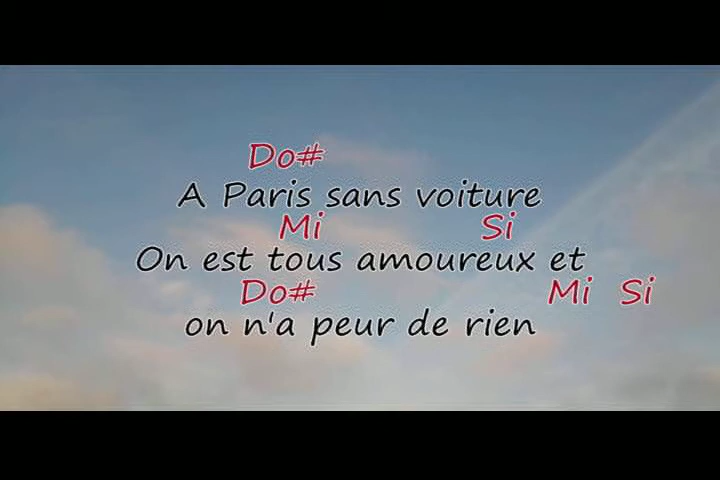 Do#
A Paris sans voiture
Mi Si
On est tous amoureux et
Do# Mi Si
on n'a peur de rien